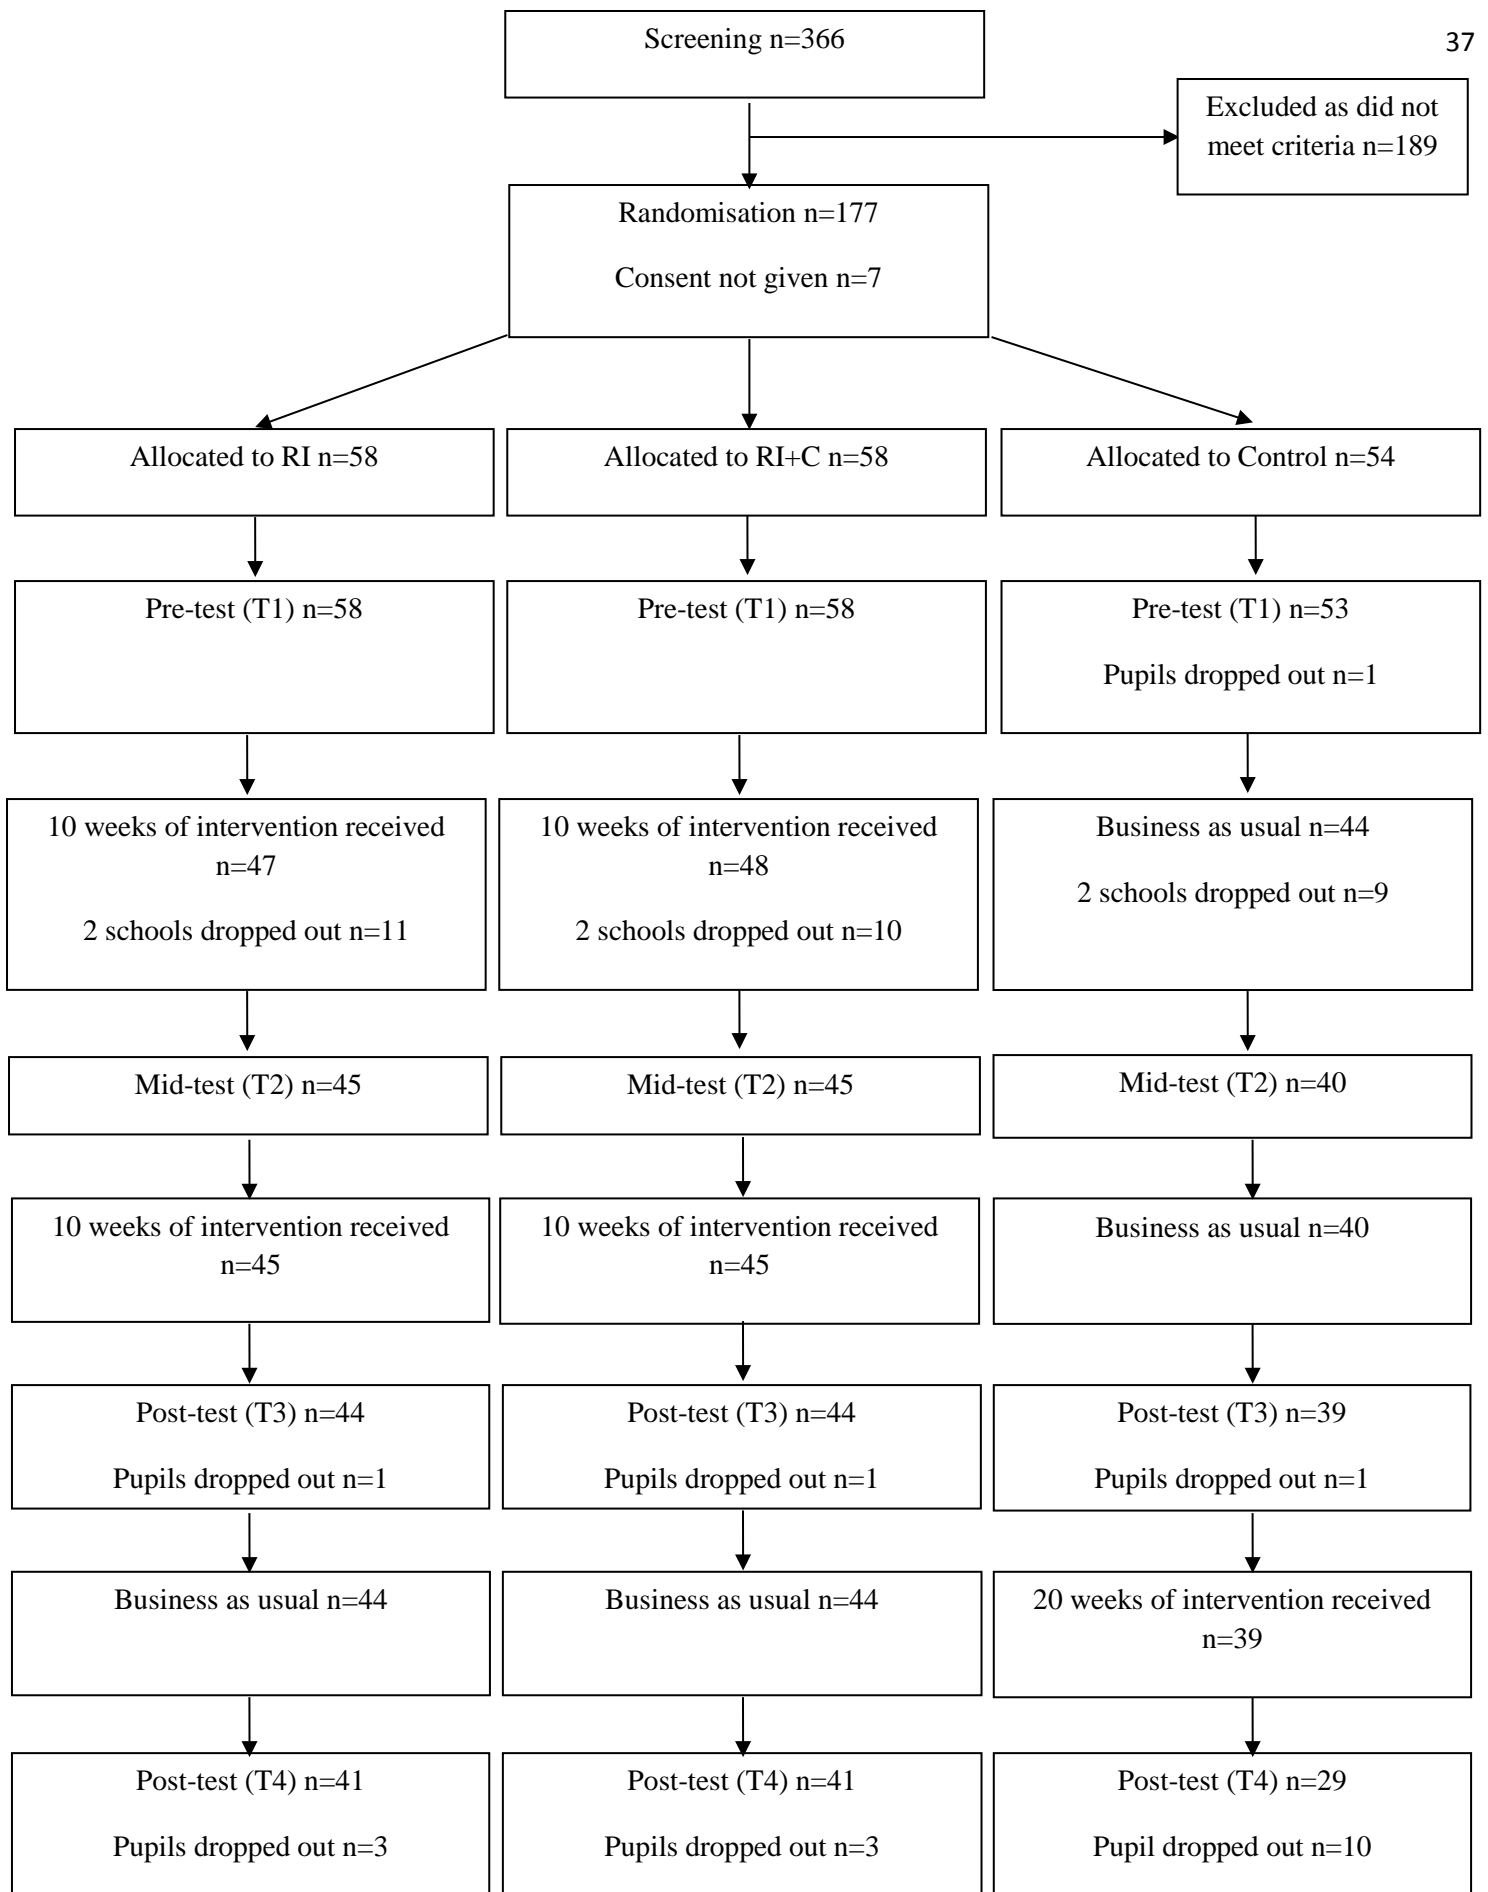 Screening n=366
37
Excluded as did not
meet criteria n=189
Randomisation n=177
Consent not given n=7
Allocated to RI n=58
Allocated to RI+C n=58
Allocated to Control n=54
Pre-test (T1) n=58
Pre-test (T1) n=58
Pre-test (T1) n=53
Pupils dropped out n=1
10 weeks of intervention received
n=47
2 schools dropped out n=11
10 weeks of intervention received
n=48
2 schools dropped out n=10
Business as usual n=44
2 schools dropped out n=9
Mid-test (T2) n=45
Mid-test (T2) n=45
Mid-test (T2) n=40
10 weeks of intervention received
n=45
10 weeks of intervention received
n=45
Business as usual n=40
Post-test (T3) n=44
Pupils dropped out n=1
Post-test (T3) n=44
Pupils dropped out n=1
Post-test (T3) n=39
Pupils dropped out n=1
Business as usual n=44
Business as usual n=44
20 weeks of intervention received
n=39
Post-test (T4) n=41
Pupils dropped out n=3
Post-test (T4) n=41
Pupils dropped out n=3
Post-test (T4) n=29
Pupil dropped out n=10